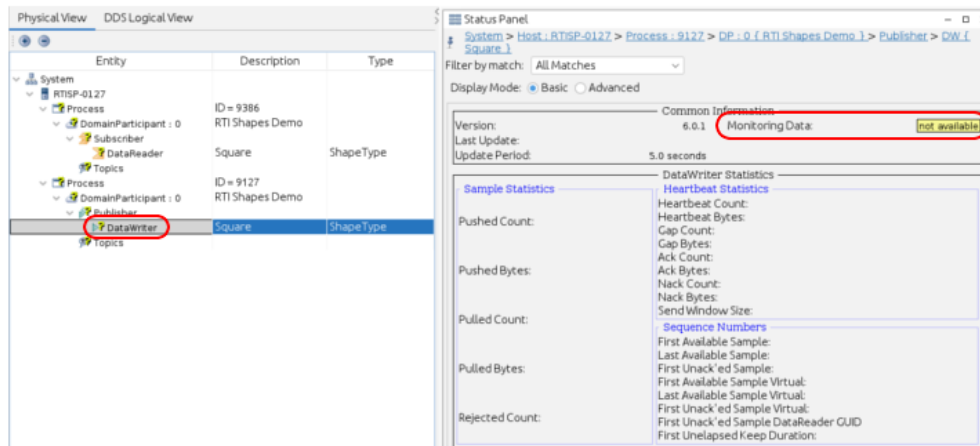 Physical View DDS Logical View
Entity Description Type
System
RTISP-0127
Process ID = 9386
DomainParticipant : 0 RTI Shapes Demo
Subscriber
DataReader Square ShapeType
Topics
Process ID = 9127
DomainParticipant : 0 RTI Shapes Demo
Publisher
DataWriter Square ShapeType
Topics
Status Panel
System > Host : RTISP-0127 > Process : 9127 > DP : 0 { RTI Shapes Demo } > Publisher > DW {
Square }
Filter by match: All Matches
Display Mode: Basic Advanced
Common Information
Version: 6.0.1 Monitoring Data: not available
Last Update:
Update Period: 5.0 seconds
DataWriter Statistics
Sample Statistics
Pushed Count:
Pushed Bytes:
Pulled Count:
Pulled Bytes:
Rejected Count:
Heartbeat Statistics
Heartbeat Count:
Heartbeat Bytes:
Gap Count:
Gap Bytes:
Ack Count:
Ack Bytes:
Nack Count:
Nack Bytes:
Send Window Size:
Sequence Numbers
First Available Sample:
Last Available Sample:
First Unack'ed Sample:
First Available Sample Virtual:
Last Available Sample Virtual:
First Unack'ed Sample Virtual:
First Unack'ed Sample DataReader GUID
First Unelapsed Keep Duration: